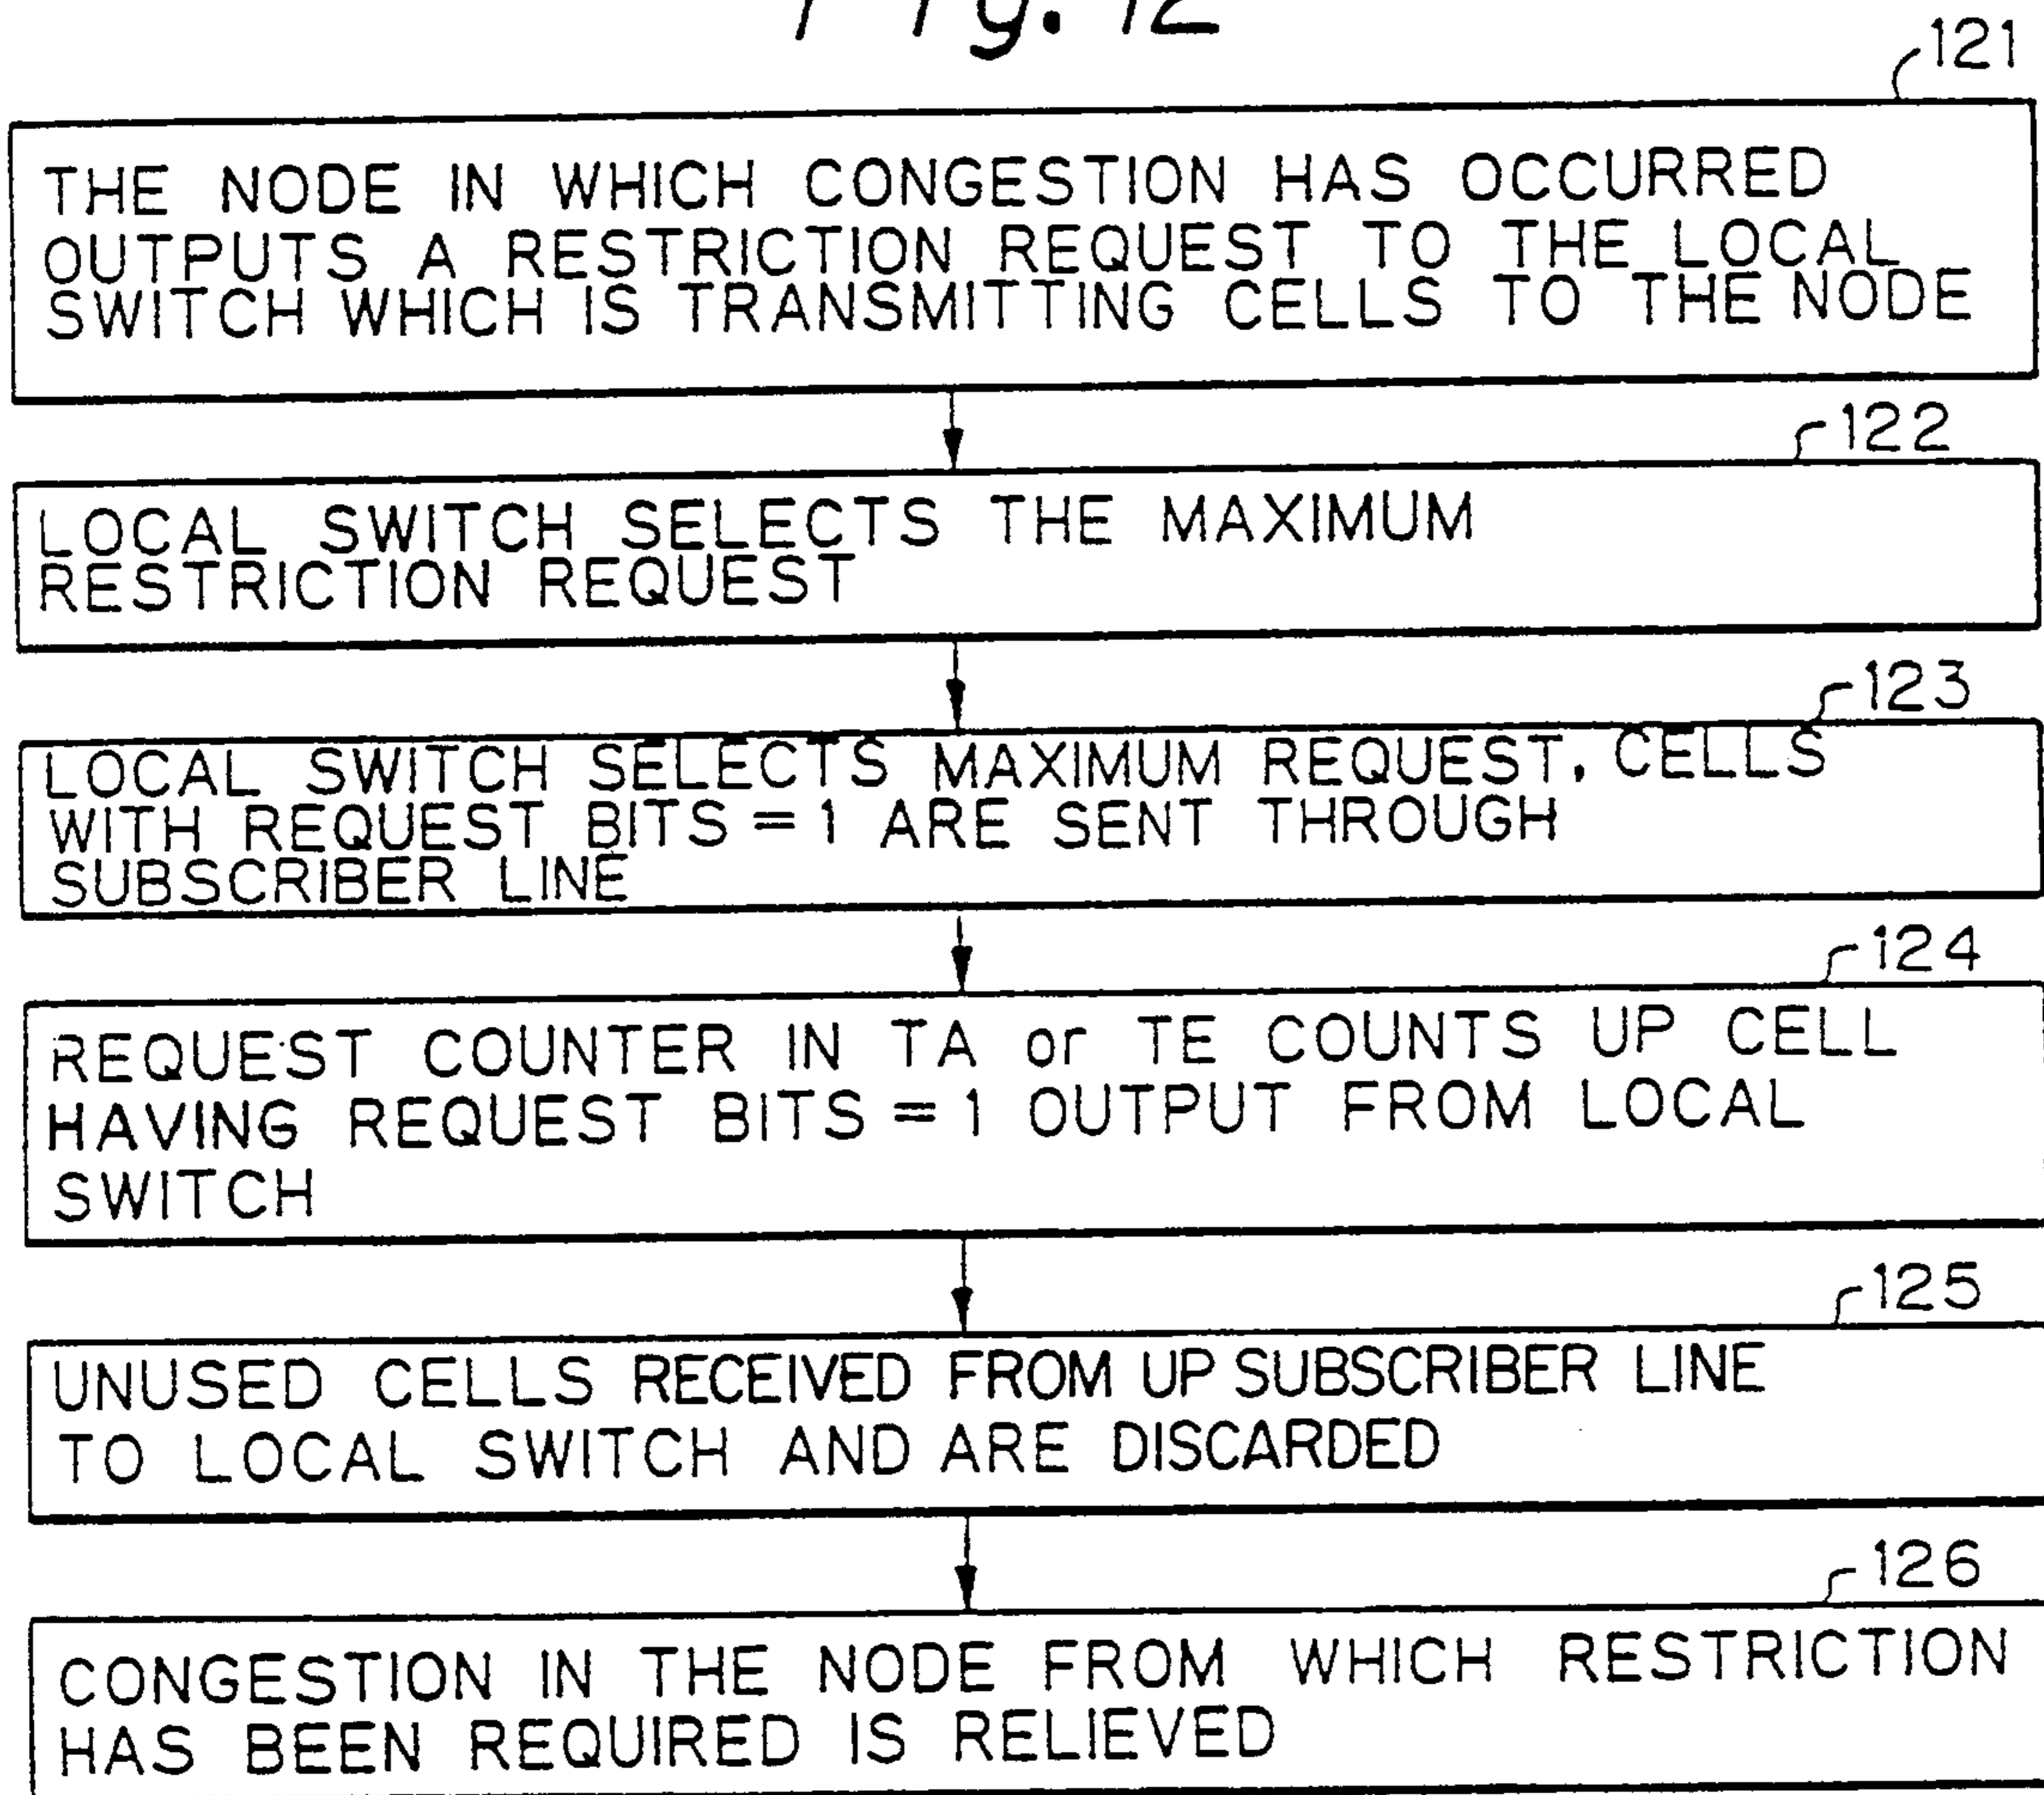 Fig. 12
121
THE NODE IN WHICH CONGESTION HAS OCCURRED
OUTPUTS A RESTRICTION REQUEST TO THE LOCAL
SWITCH WHICH IS TRANSMITTING CELLS TO THE NODE
122
LOCAL SWITCH SELECTS THE MAXIMUM
RESTRICTION REQUEST
123
LOCAL SWITCH SELECTS MAXIMUM REQUEST. CELLS
WITH REQUEST BITS = 1 ARE SENT THROUGH
SUBSCRIBER LINE
124
REQUEST COUNTER IN TA or TE COUNTS UP CELL
HAVING REQUEST BITS = 1 OUTPUT FROM LOCAL
SWITCH
125
UNUSED CELLS RECEIVED FROM UP SUBSCRIBER LINE
TO LOCAL SWITCH AND ARE DISCARDED
126
CONGESTION IN THE NODE FROM WHICH RESTRICTION
HAS BEEN REQUIRED IS RELIEVED